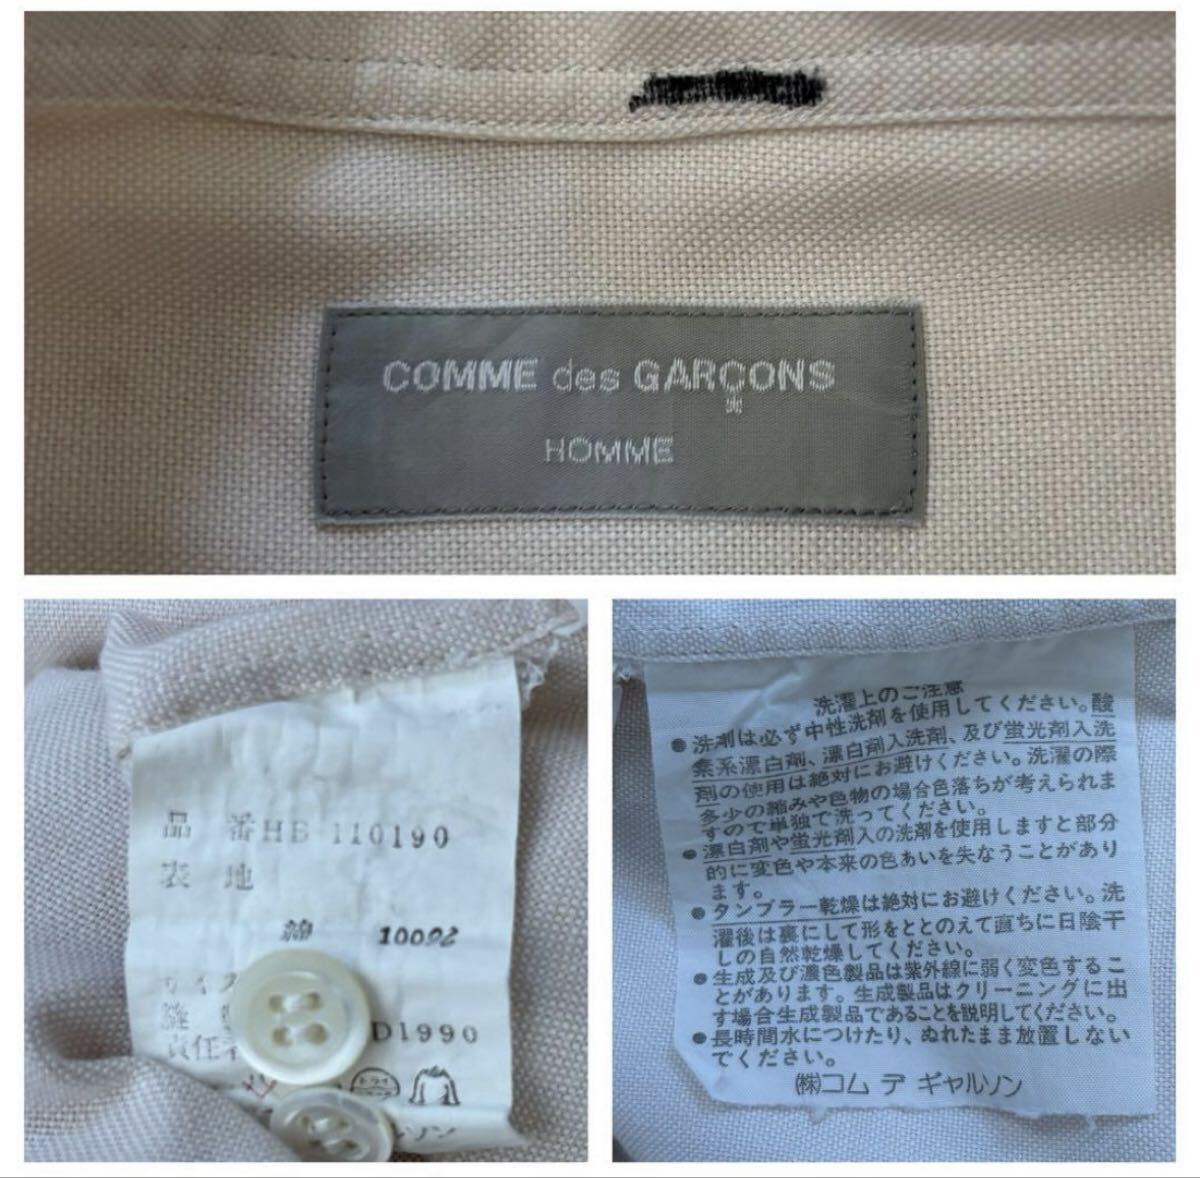 COMME des GARÇONS
HOMME
品 番HB 110190
表 地
綿 100%
D1990
洗濯上のご注意
●洗剤は必ず中性洗剤を使用してください。酸
素系漂白剤、漂白剤入洗剤、及び蛍光剤入洗
剤の使用は絶対にお避けください。洗濯の際
多少の縮みや色物の場合色落ちが考えられま
すので単独で洗ってください。
●漂白剤や蛍光剤入の洗剤を使用しますと部分
的に変色や本来の色あいを失なうことがあり
ます。
●タンブラー乾燥は絶対にお避けください。洗
濯後は裏にして形をととのえて直ちに日陰干
しの自然乾燥してください。
●生成及び濃色製品は紫外線に弱く変色するこ
とがあります。生成製品はクリーニングに出
す場合生成製品であることを説明してください。
●長時間水につけたり、ぬれたまま放置しない
でください。
㈱コム デ ギャルソン